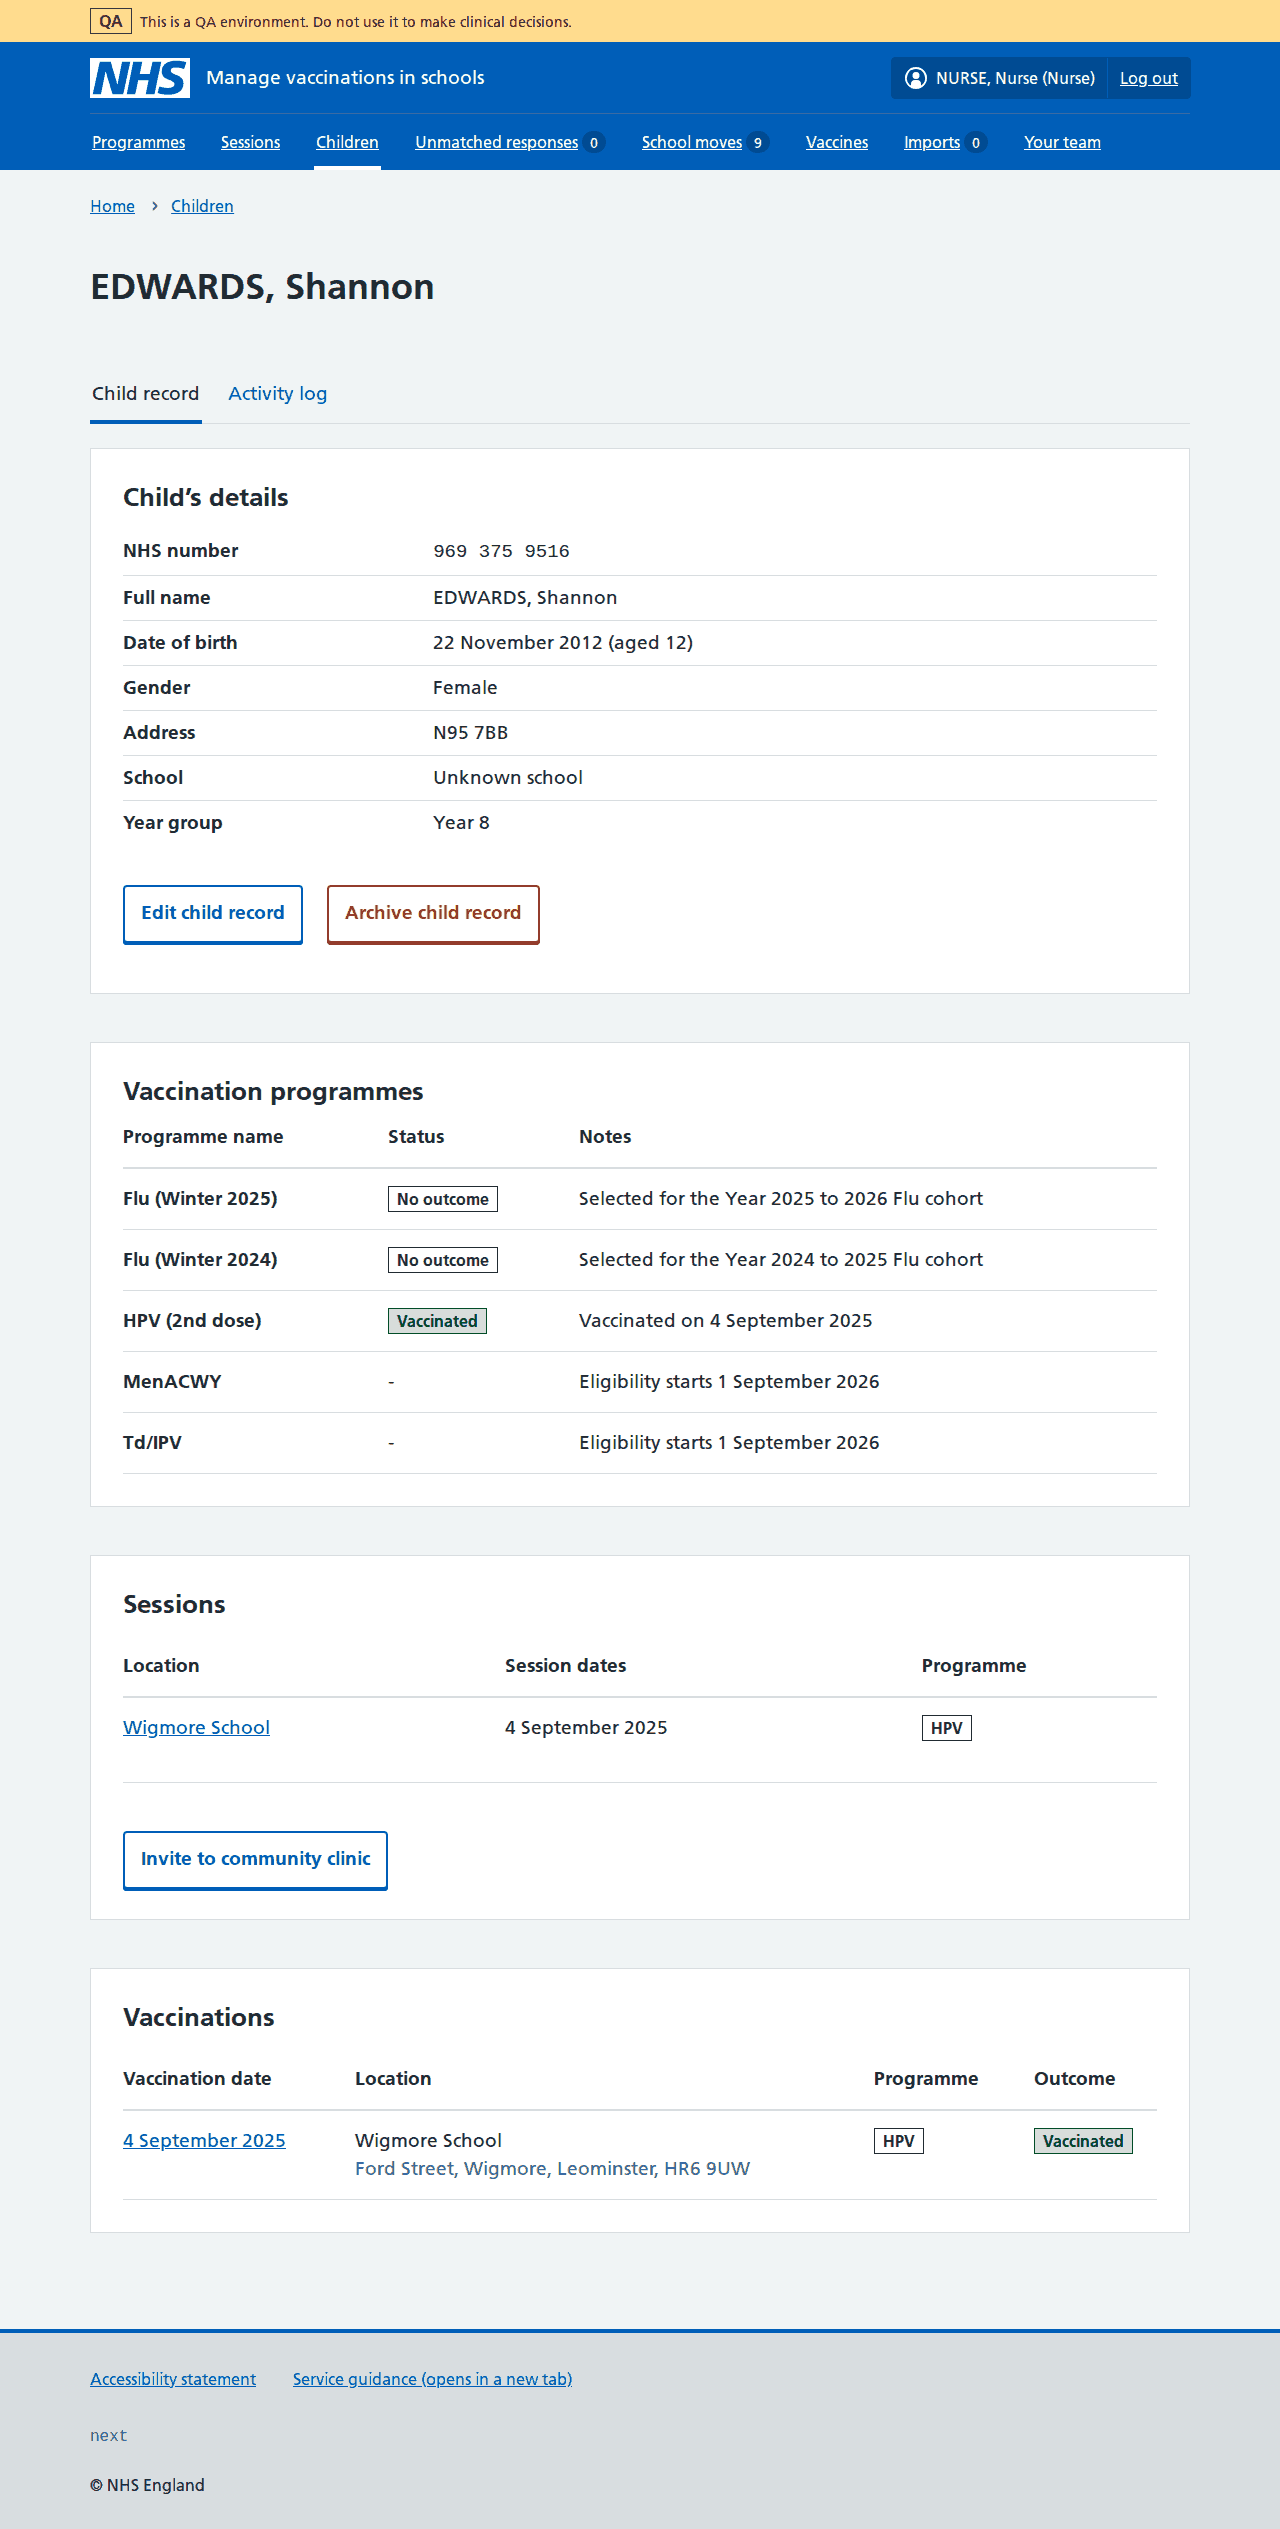 QA This is a QA environment. Do not use it to make clinical decisions.
NHS Manage vaccinations in schools NURSE, Nurse (Nurse) Log out
Programmes Sessions Children Unmatched responses 0 School moves 9 Vaccines Imports 0 Your team
Home › Children
EDWARDS, Shannon
Child record Activity log
Child’s details
NHS number 969 375 9516
Full name EDWARDS, Shannon
Date of birth 22 November 2012 (aged 12)
Gender Female
Address N95 7BB
School Unknown school
Year group Year 8
Edit child record Archive child record
Vaccination programmes
Programme name Status Notes
Flu (Winter 2025) No outcome Selected for the Year 2025 to 2026 Flu cohort
Flu (Winter 2024) No outcome Selected for the Year 2024 to 2025 Flu cohort
HPV (2nd dose) Vaccinated Vaccinated on 4 September 2025
MenACWY - Eligibility starts 1 September 2026
Td/IPV - Eligibility starts 1 September 2026
Sessions
Location Session dates Programme
Wigmore School 4 September 2025 HPV
Invite to community clinic
Vaccinations
Vaccination date Location Programme Outcome
4 September 2025 Wigmore School HPV Vaccinated
Ford Street, Wigmore, Leominster, HR6 9UW
Accessibility statement Service guidance (opens in a new tab)
next
© NHS England